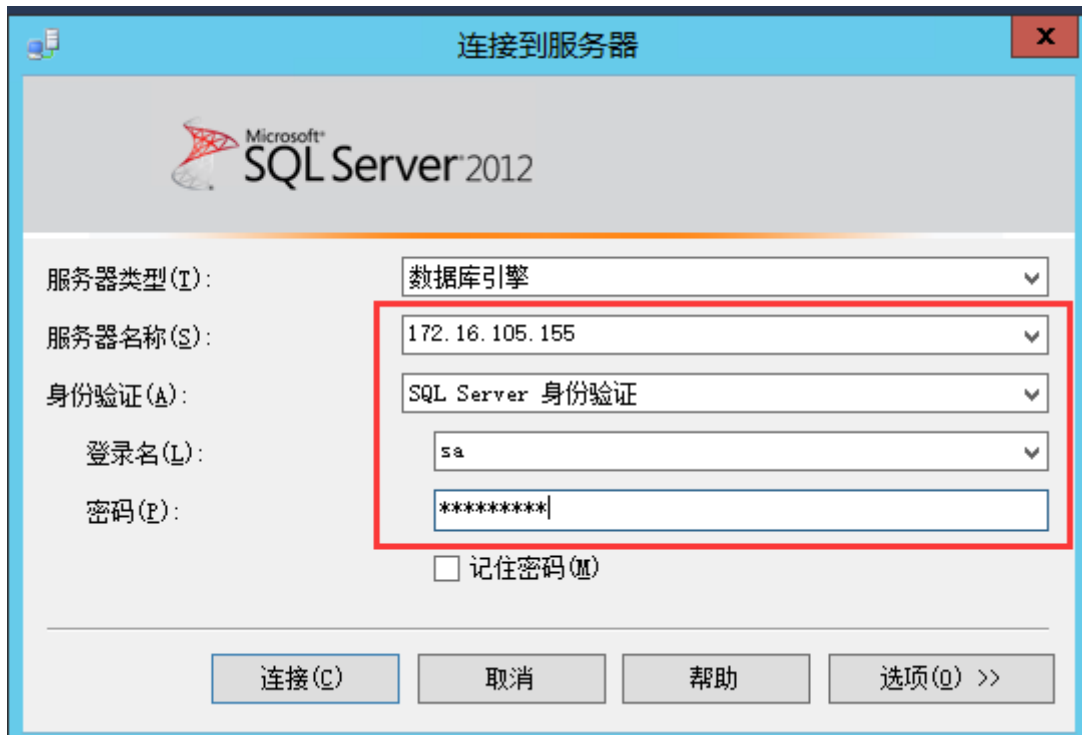 连接到服务器
x
Microsoft®
SQL Server® 2012
服务器类型(T): 数据库引擎
服务器名称(S): 172.16.105.155
身份验证(A): SQL Server 身份验证
登录名(L): sa
密码(P): *********
记住密码(M)
连接(C) 取消 帮助 选项(O) >>